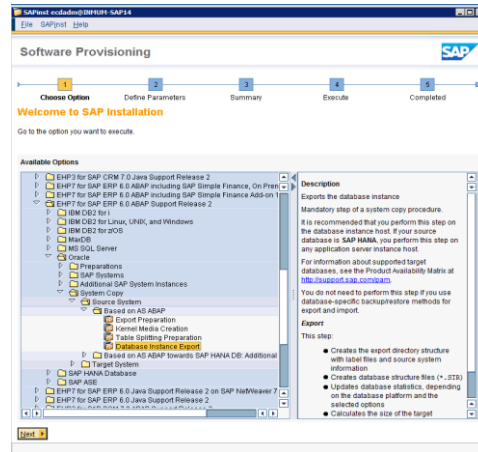 SAPinst ecdadm@INMUM-SAP14
File SAPinst Help
Software Provisioning
SAP
1 2 3 4 5
Choose Option Define Parameters Summary Execute Completed
Welcome to SAP Installation
Go to the option you want to execute.
Available Options
EHP3 for SAP CRM 7.0 Java Support Release 2
EHP7 for SAP ERP 6.0 ABAP including SAP Simple Finance, On Prem
EHP7 for SAP ERP 6.0 ABAP including SAP Simple Finance Add-on 1
EHP7 for SAP ERP 6.0 ABAP Support Release 2
IBM DB2 for i
IBM DB2 for Linux, UNIX, and Windows
IBM DB2 for z/OS
MaxDB
MS SQL Server
Oracle
Preparations
SAP Systems
Additional SAP System Instances
System Copy
Source System
Based on AS ABAP
Export Preparation
Kernel Media Creation
Table Splitting Preparation
Database Instance Export
Based on AS ABAP towards SAP HANA DB: Additional
Target System
SAP HANA Database
SAP ASE
EHP7 for SAP ERP 6.0 Java Support Release 2 on SAP NetWeaver 7
EHP7 for SAP ERP 6.0 Java Support Release 2
Description
Exports the database instance
Mandatory step of a system copy procedure.
It is recommended that you perform this step on
the database instance host. If your source
database is SAP HANA, you perform this step on
any application server instance host.
For information about supported target
databases, see the Product Availability Matrix at
http://support.sap.com/pam.
You do not need to perform this step if you use
database-specific backup/restore methods for
export and import.
Export
This step:
Creates the export directory structure
with label files and source system
information
Creates database structure files (*.STR)
Updates database statistics, depending
on the database platform and the
selected options
Calculates the size of the target
Next